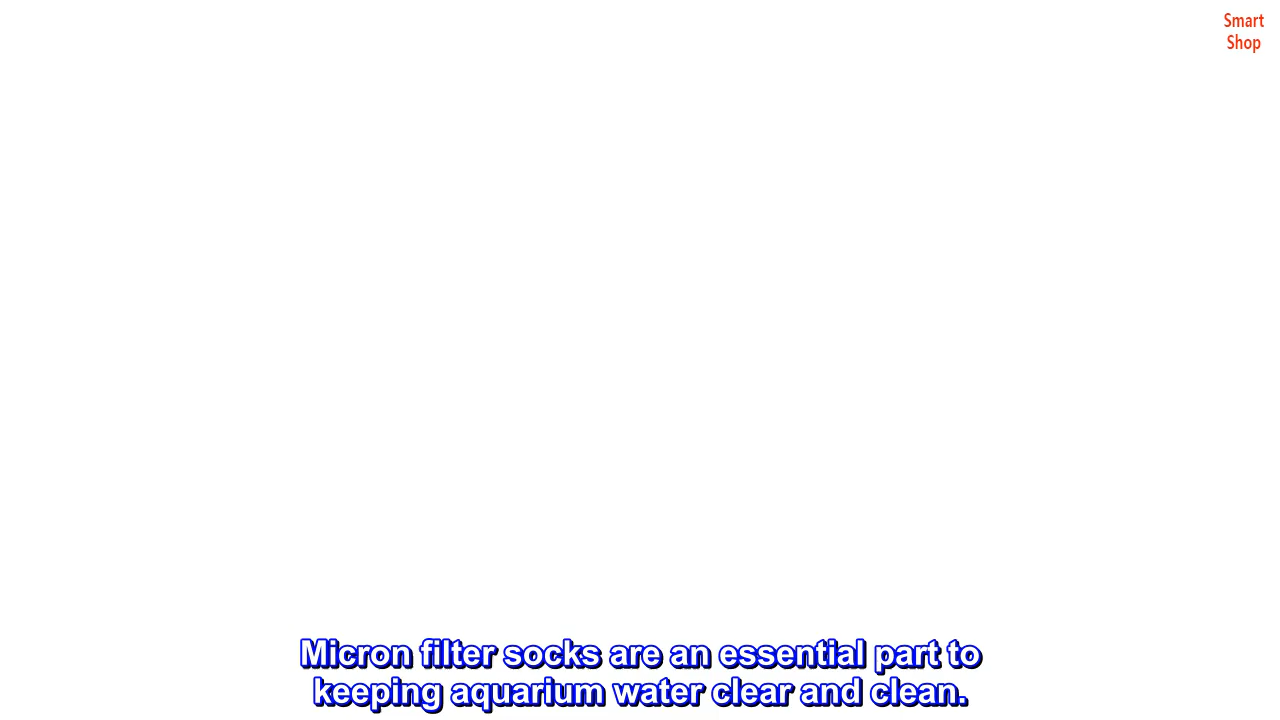 Smart
Shop
Micron filter socks are an essential part to
keeping aquarium water clear and clean.